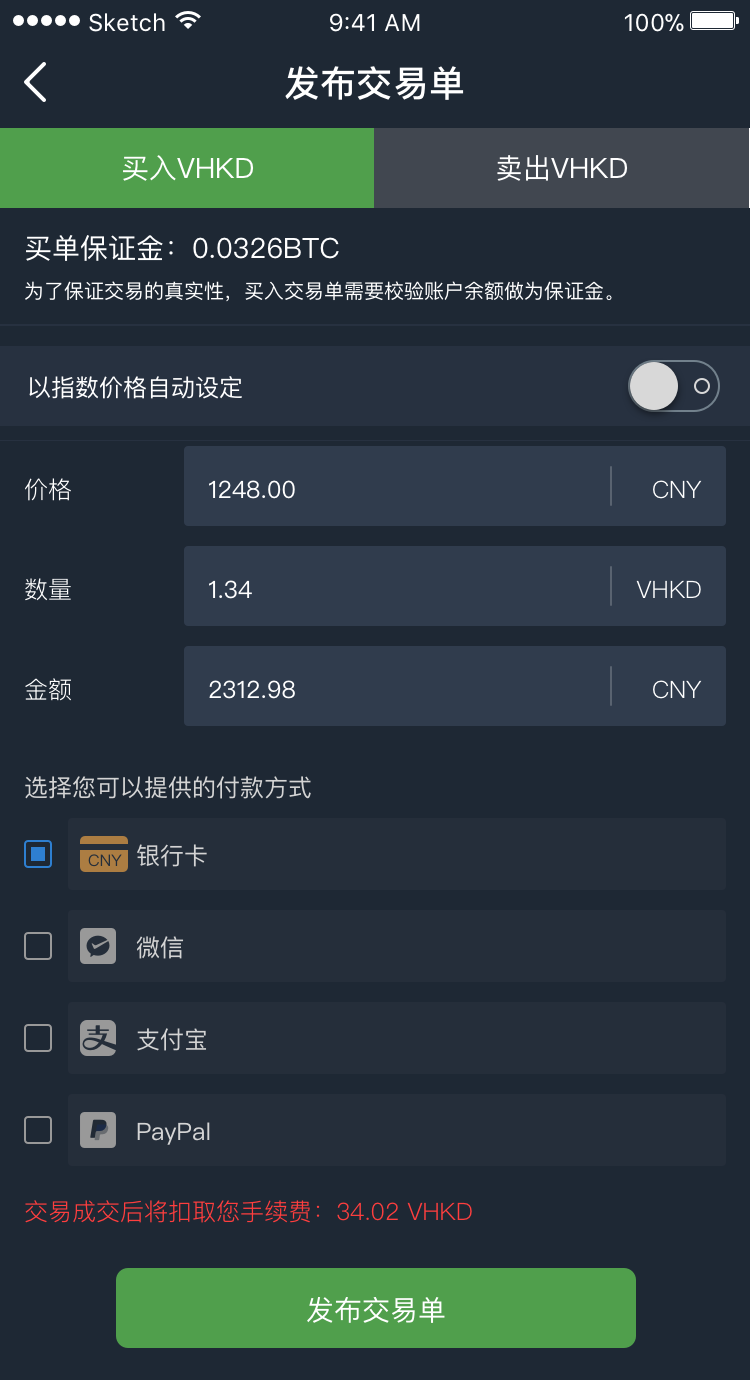 Sketch 9:41 AM 100%
发布交易单
买入VHKD 卖出VHKD
买单保证金：0.0326BTC
为了保证交易的真实性，买入交易单需要校验账户余额做为保证金。
以指数价格自动设定
价格 1248.00 CNY
数量 1.34 VHKD
金额 2312.98 CNY
选择您可以提供的付款方式
CNY 银行卡
微信
支 支付宝
PayPal
交易成交后将扣取您手续费：34.02 VHKD
发布交易单